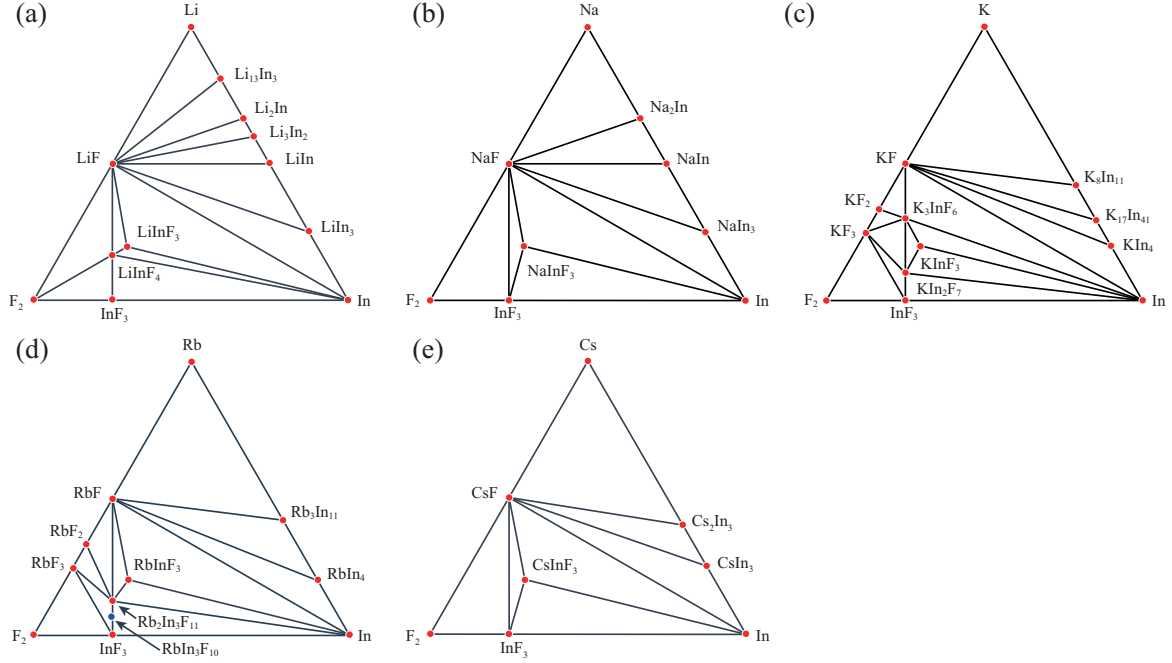 (a)
Li
Li₁₃In₃
Li₂In
Li₃In₂
LiF
LiIn
LiIn₃
LiInF₃
LiInF₄
F₂
InF₃
In
(b)
Na
Na₂In
NaF
NaIn
NaIn₃
NaInF₃
F₂
InF₃
In
(c)
K
KF
K₈In₁₁
KF₂
K₃InF₆
K₁₇In₄₁
KF₃
KIn₄
KInF₃
KIn₂F₇
F₂
InF₃
In
(d)
Rb
RbF
Rb₃In₁₁
RbF₂
RbF₃
RbInF₃
RbIn₄
Rb₂In₃F₁₁
F₂
InF₃
RbIn₃F₁₀
In
(e)
Cs
CsF
Cs₂In₃
CsInF₃
CsIn₃
F₂
InF₃
In